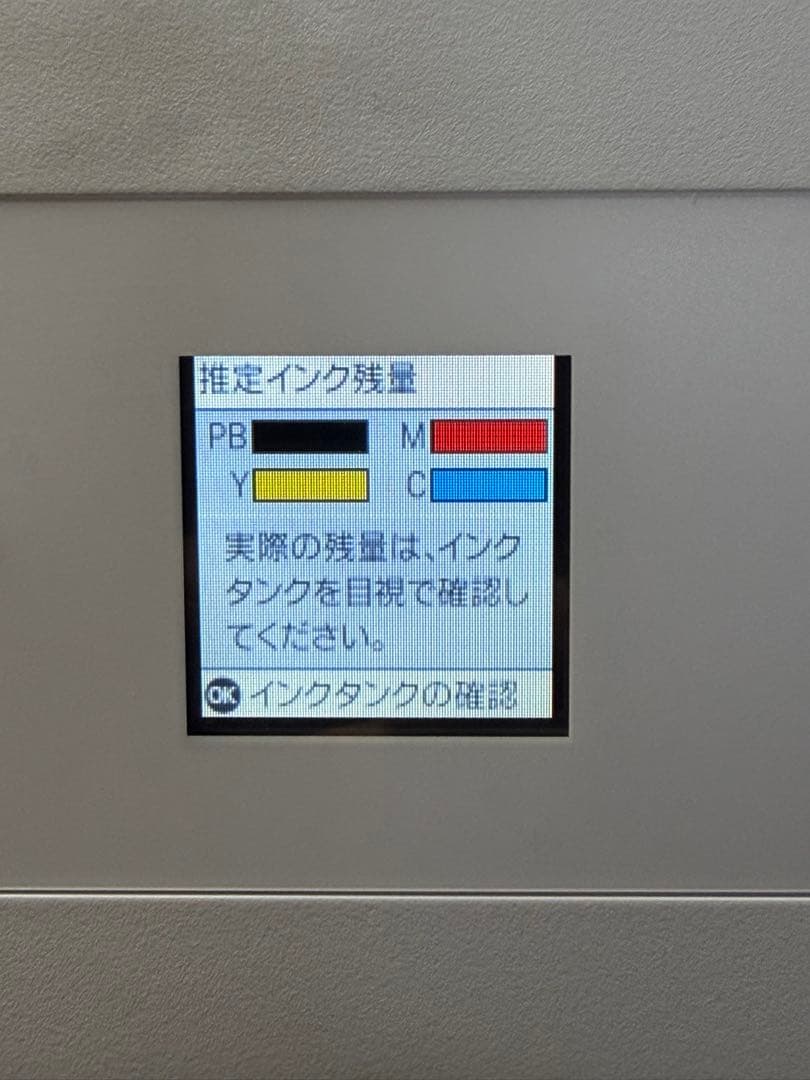 推定インク残量
PB M
Y C
実際の残量は、インク
タンクを目視で確認し
てください。
OK インクタンクの確認